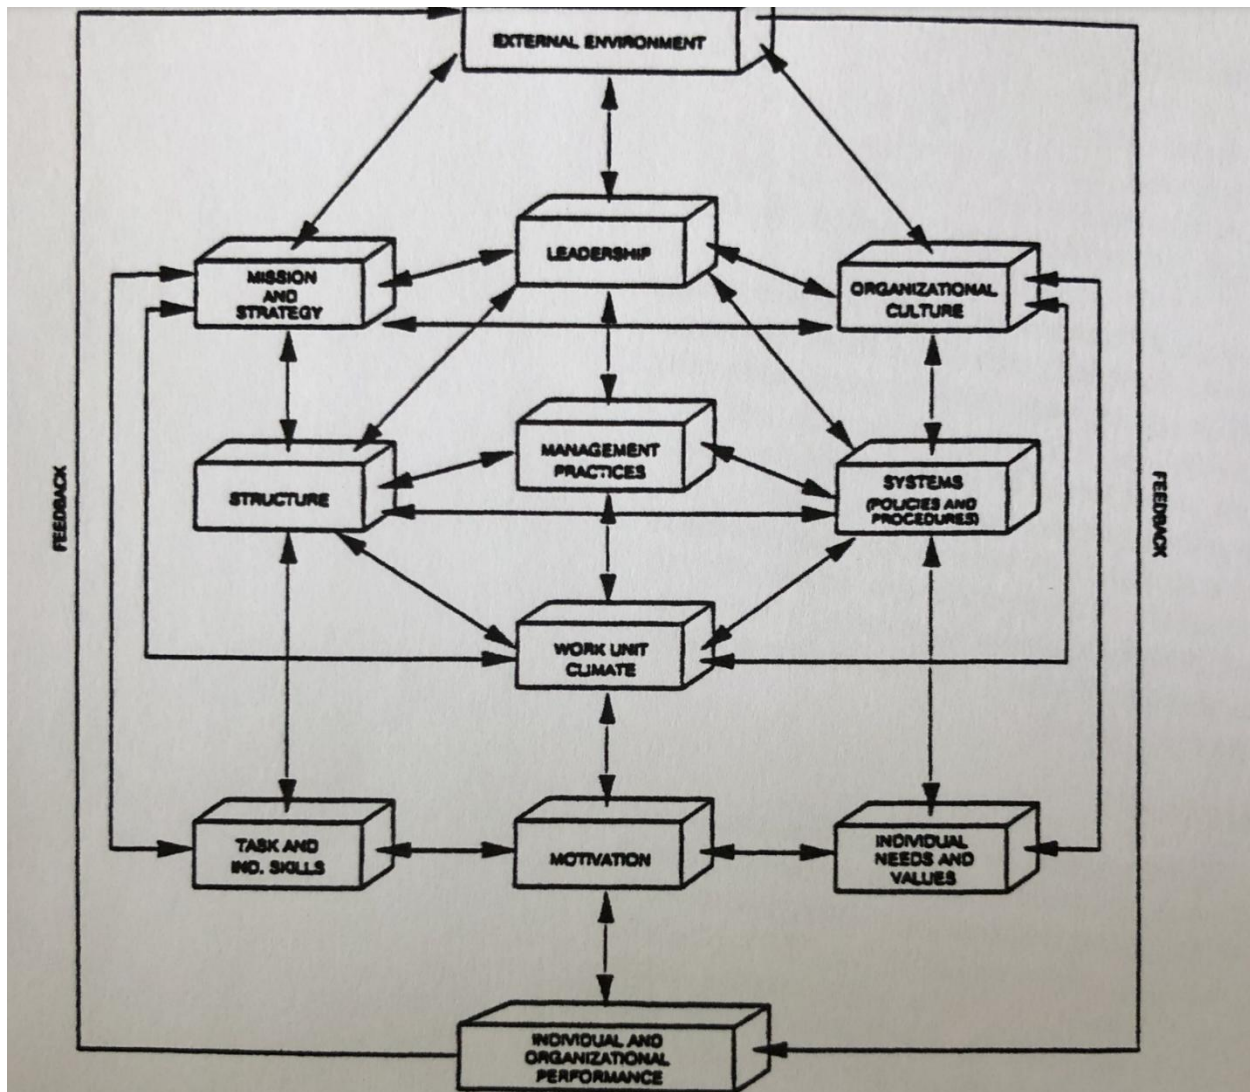 EXTERNAL ENVIRONMENT
LEADERSHIP
MISSION
AND
STRATEGY
ORGANIZATIONAL
CULTURE
MANAGEMENT
PRACTICES
STRUCTURE
SYSTEMS
(POLICIES AND
PROCEDURES)
FEEDBACK
FEEDBACK
WORK UNIT
CLIMATE
TASK AND
IND. SKILLS
MOTIVATION
INDIVIDUAL
NEEDS AND
VALUES
INDIVIDUAL AND
ORGANIZATIONAL
PERFORMANCE